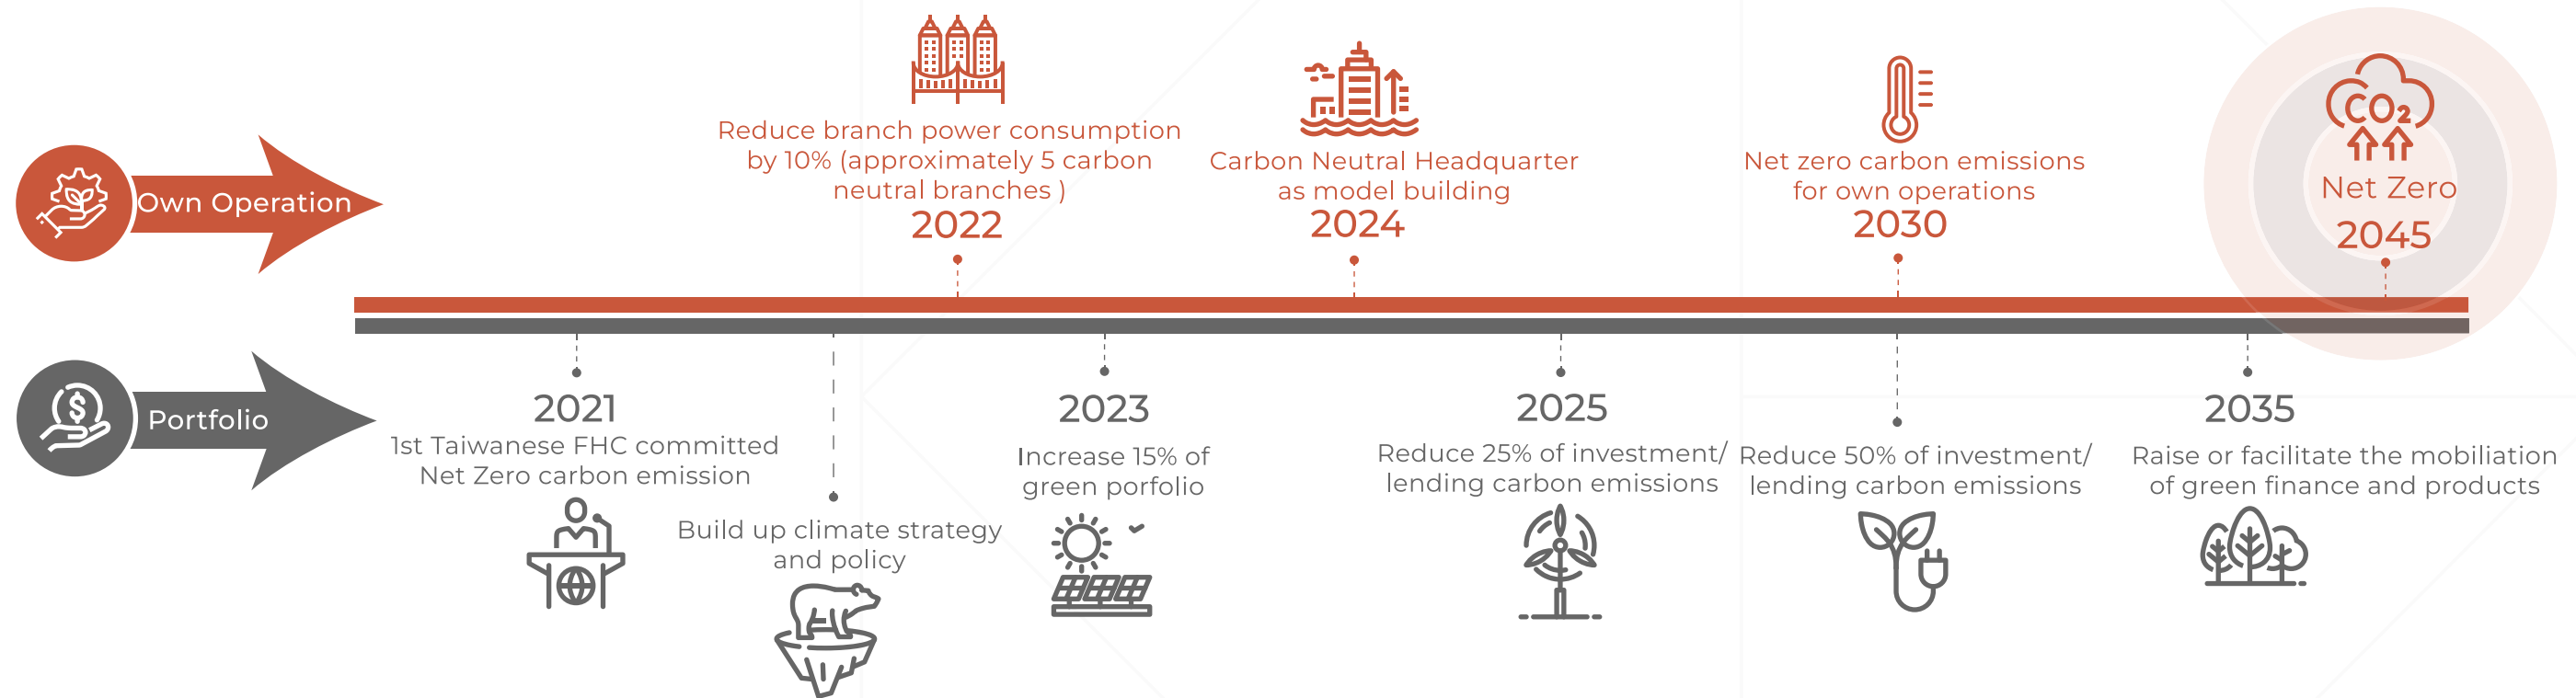 Own Operation
Reduce branch power consumption
by 10% (approximately 5 carbon
neutral branches )
2022
Carbon Neutral Headquarter
as model building
2024
Net zero carbon emissions
for own operations
2030
CO₂
Net Zero
2045
Portfolio
2021
1st Taiwanese FHC committed
Net Zero carbon emission
Build up climate strategy
and policy
2023
Increase 15% of
green porfolio
2025
Reduce 25% of investment/
lending carbon emissions
Reduce 50% of investment/
lending carbon emissions
2035
Raise or facilitate the mobiliation
of green finance and products